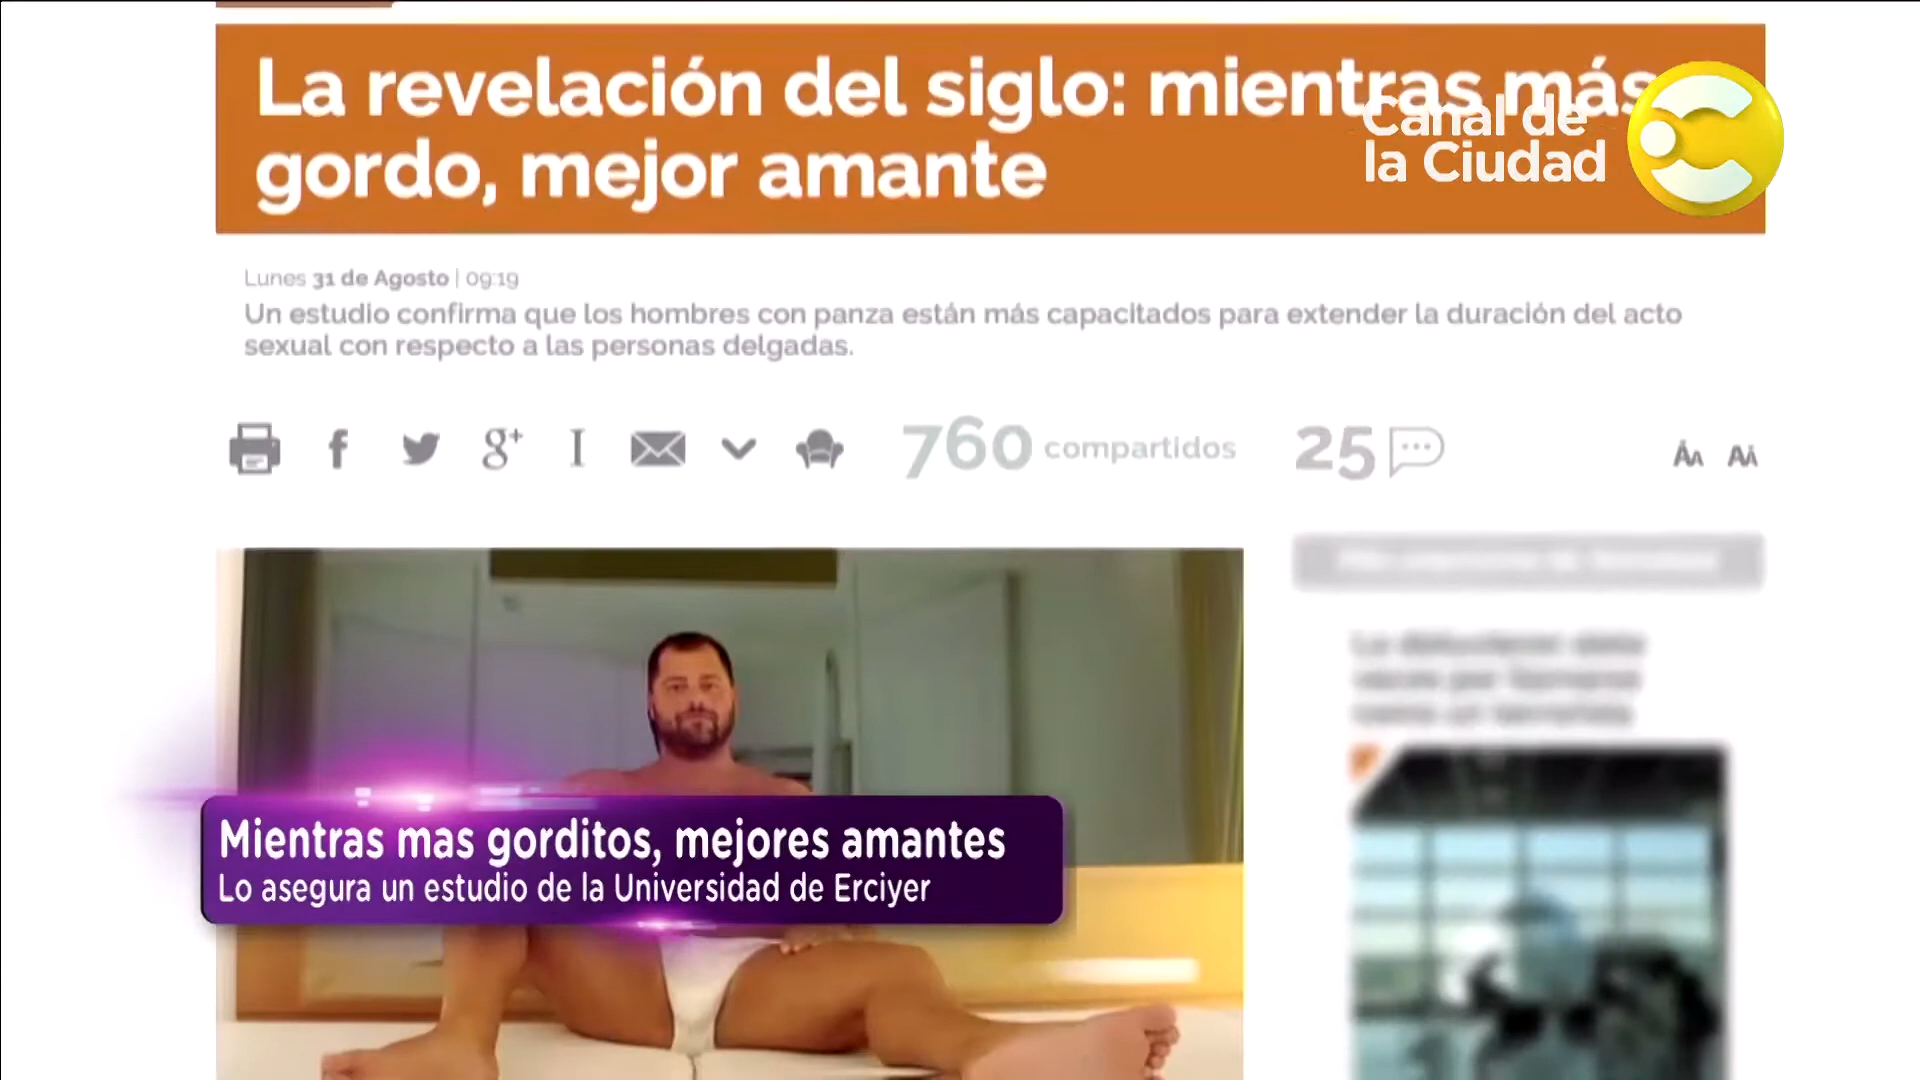 La revelación del siglo: mientras más
gordo, mejor amante
Canal de
la Ciudad
Lunes 31 de Agosto | 09:19
Un estudio confirma que los hombres con panza están más capacitados para extender la duración del acto
sexual con respecto a las personas delgadas.
760 compartidos
25
Mientras mas gorditos, mejores amantes
Lo asegura un estudio de la Universidad de Erciyer